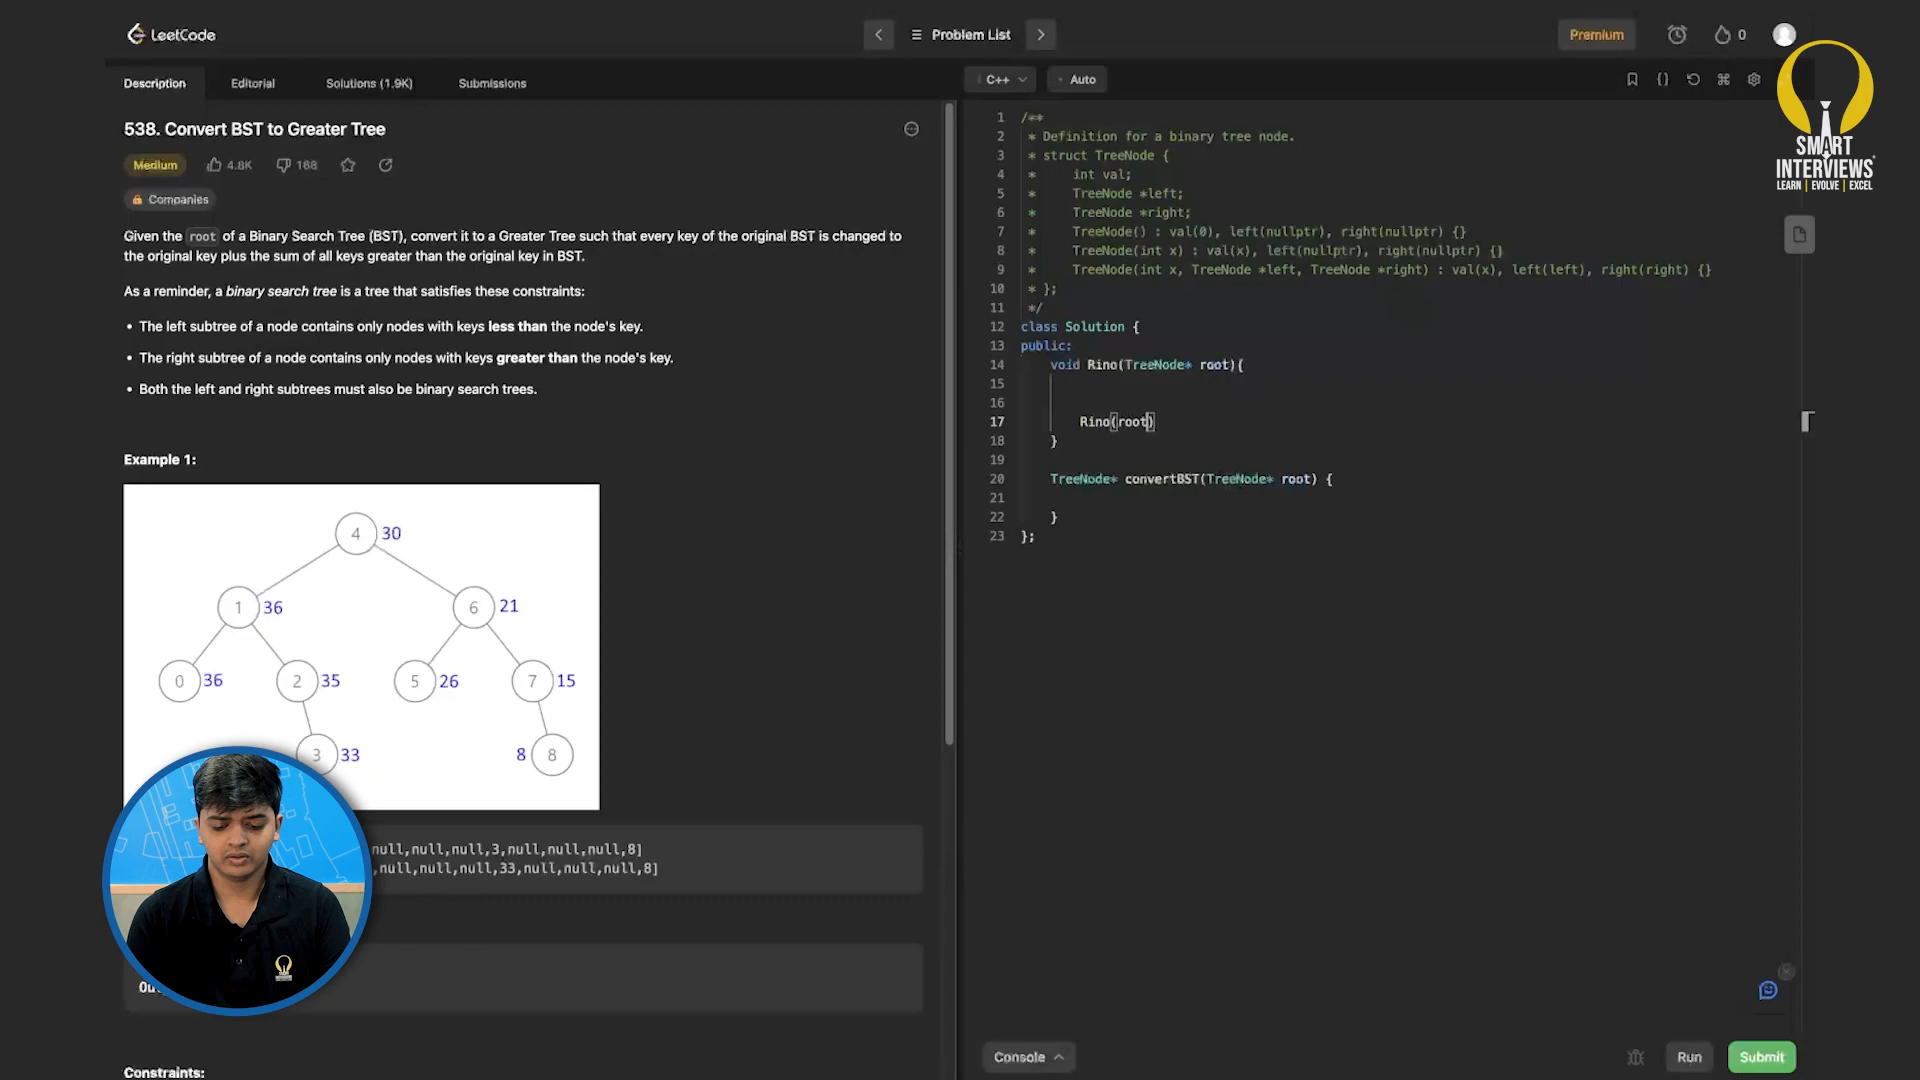 LeetCode
Problem List
Premium
0
Description
Editorial
Solutions (1.9K)
Submissions
C++
Auto
SMART
INTERVIEWS
LEARN | EVOLVE | EXCEL
538. Convert BST to Greater Tree
Medium
4.8K
168
Companies
Given the root of a Binary Search Tree (BST), convert it to a Greater Tree such that every key of the original BST is changed to
the original key plus the sum of all keys greater than the original key in BST.
As a reminder, a binary search tree is a tree that satisfies these constraints:
• The left subtree of a node contains only nodes with keys less than the node's key.
• The right subtree of a node contains only nodes with keys greater than the node's key.
• Both the left and right subtrees must also be binary search trees.
Example 1:
4 30
1 36
6 21
0 36
2 35
5 26
7 15
3 33
8 8
null,null,null,3,null,null,null,8]
,null,null,null,33,null,null,null,8]
Ou
Constraints:
1 /**
2 * Definition for a binary tree node.
3 * struct TreeNode {
4 * int val;
5 * TreeNode *left;
6 * TreeNode *right;
7 * TreeNode() : val(0), left(nullptr), right(nullptr) {}
8 * TreeNode(int x) : val(x), left(nullptr), right(nullptr) {}
9 * TreeNode(int x, TreeNode *left, TreeNode *right) : val(x), left(left), right(right) {}
10 * };
11 */
12 class Solution {
13 public:
14 void Rino(TreeNode* root){
15
16
17 Rino(root)
18 }
19
20 TreeNode* convertBST(TreeNode* root) {
21
22 }
23 };
Console
Run
Submit